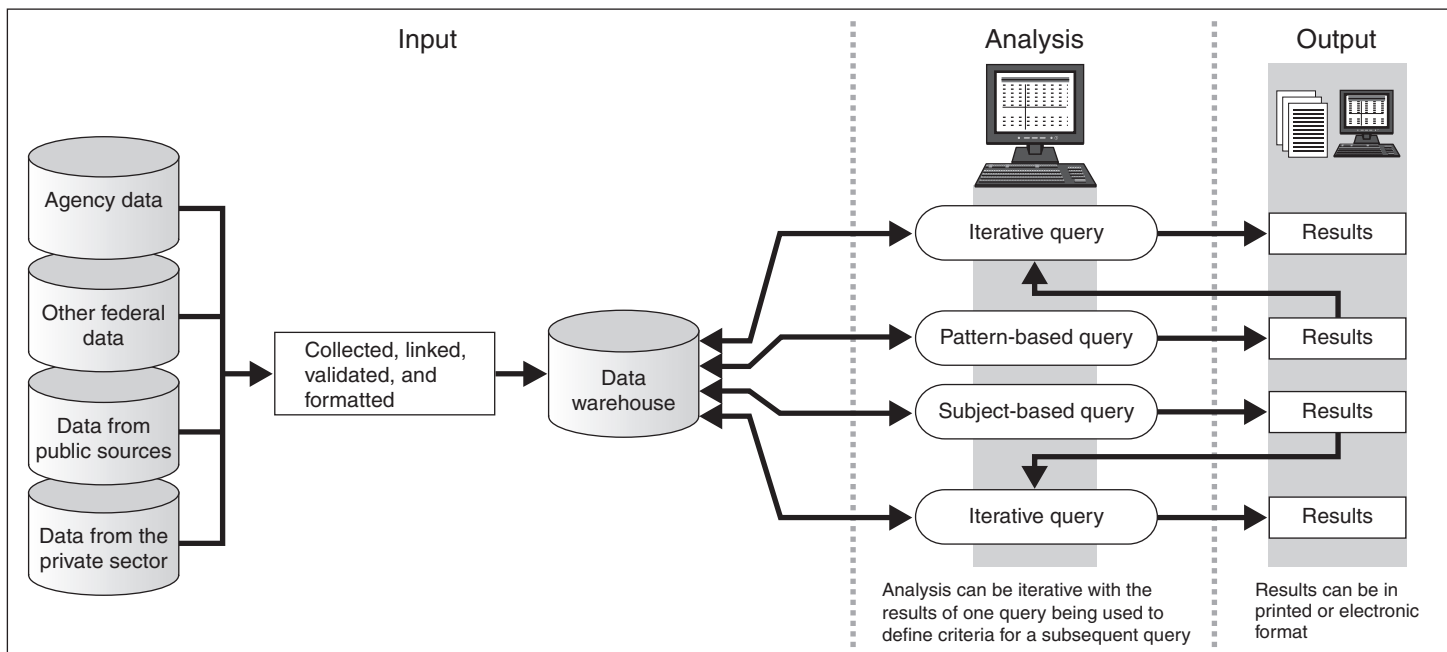 Input
Analysis
Output
Agency data
Other federal
data
Data from
public sources
Data from the
private sector
Collected, linked,
validated, and
formatted
Data
warehouse
Iterative query
Pattern-based query
Subject-based query
Iterative query
Results
Results
Results
Results
Analysis can be iterative with the
results of one query being used to
define criteria for a subsequent query
Results can be in
printed or electronic
format